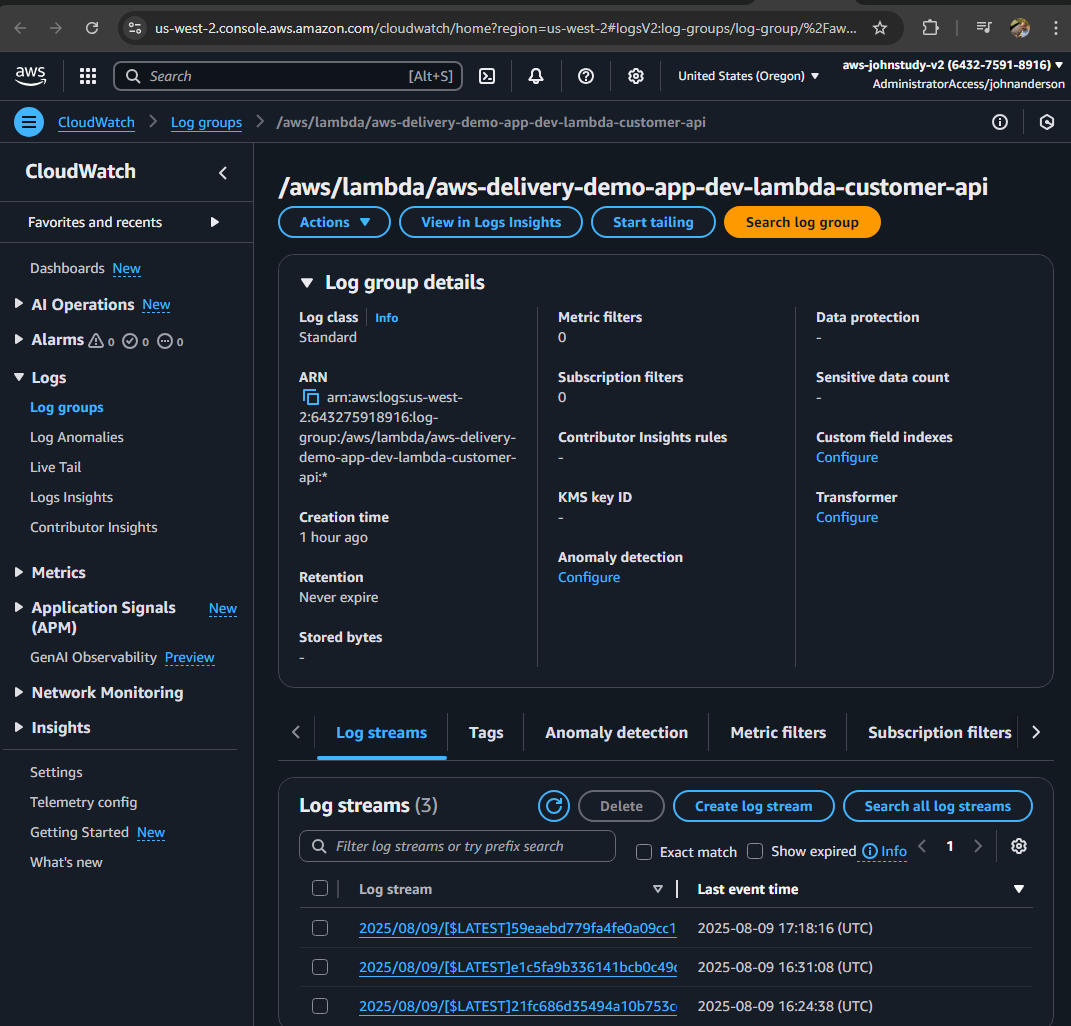 us-west-2.console.aws.amazon.com/cloudwatch/home?region=us-west-2#logsV2:log-groups/log-group/%2Faw...
aws
Search [Alt+S]
United States (Oregon)
aws-johnstudy-v2 (6432-7591-8916)
AdministratorAccess/johnanderson
CloudWatch
Log groups
/aws/lambda/aws-delivery-demo-app-dev-lambda-customer-api
CloudWatch
Favorites and recents
Dashboards New
AI Operations New
Alarms 0 0 0
Logs
Log groups
Log Anomalies
Live Tail
Logs Insights
Contributor Insights
Metrics
Application Signals New
(APM)
GenAI Observability Preview
Network Monitoring
Insights
Settings
Telemetry config
Getting Started New
What's new
/aws/lambda/aws-delivery-demo-app-dev-lambda-customer-api
Actions
View in Logs Insights
Start tailing
Search log group
Log group details
Log class Info
Standard
ARN
arn:aws:logs:us-west-
2:643275918916:log-
group:/aws/lambda/aws-delivery-
demo-app-dev-lambda-customer-
api:*
Creation time
1 hour ago
Retention
Never expire
Stored bytes
-
Metric filters
0
Subscription filters
0
Contributor Insights rules
-
KMS key ID
-
Anomaly detection
Configure
Data protection
-
Sensitive data count
-
Custom field indexes
Configure
Transformer
Configure
Log streams
Tags
Anomaly detection
Metric filters
Subscription filters
Log streams (3)
Delete
Create log stream
Search all log streams
Filter log streams or try prefix search
Exact match
Show expired
Info
1
Log stream
Last event time
2025/08/09/[$LATEST]59eaebd779fa4fe0a09cc1 2025-08-09 17:18:16 (UTC)
2025/08/09/[$LATEST]e1c5fa9b336141bcb0c49 2025-08-09 16:31:08 (UTC)
2025/08/09/[$LATEST]21fc686d35494a10b753c 2025-08-09 16:24:38 (UTC)